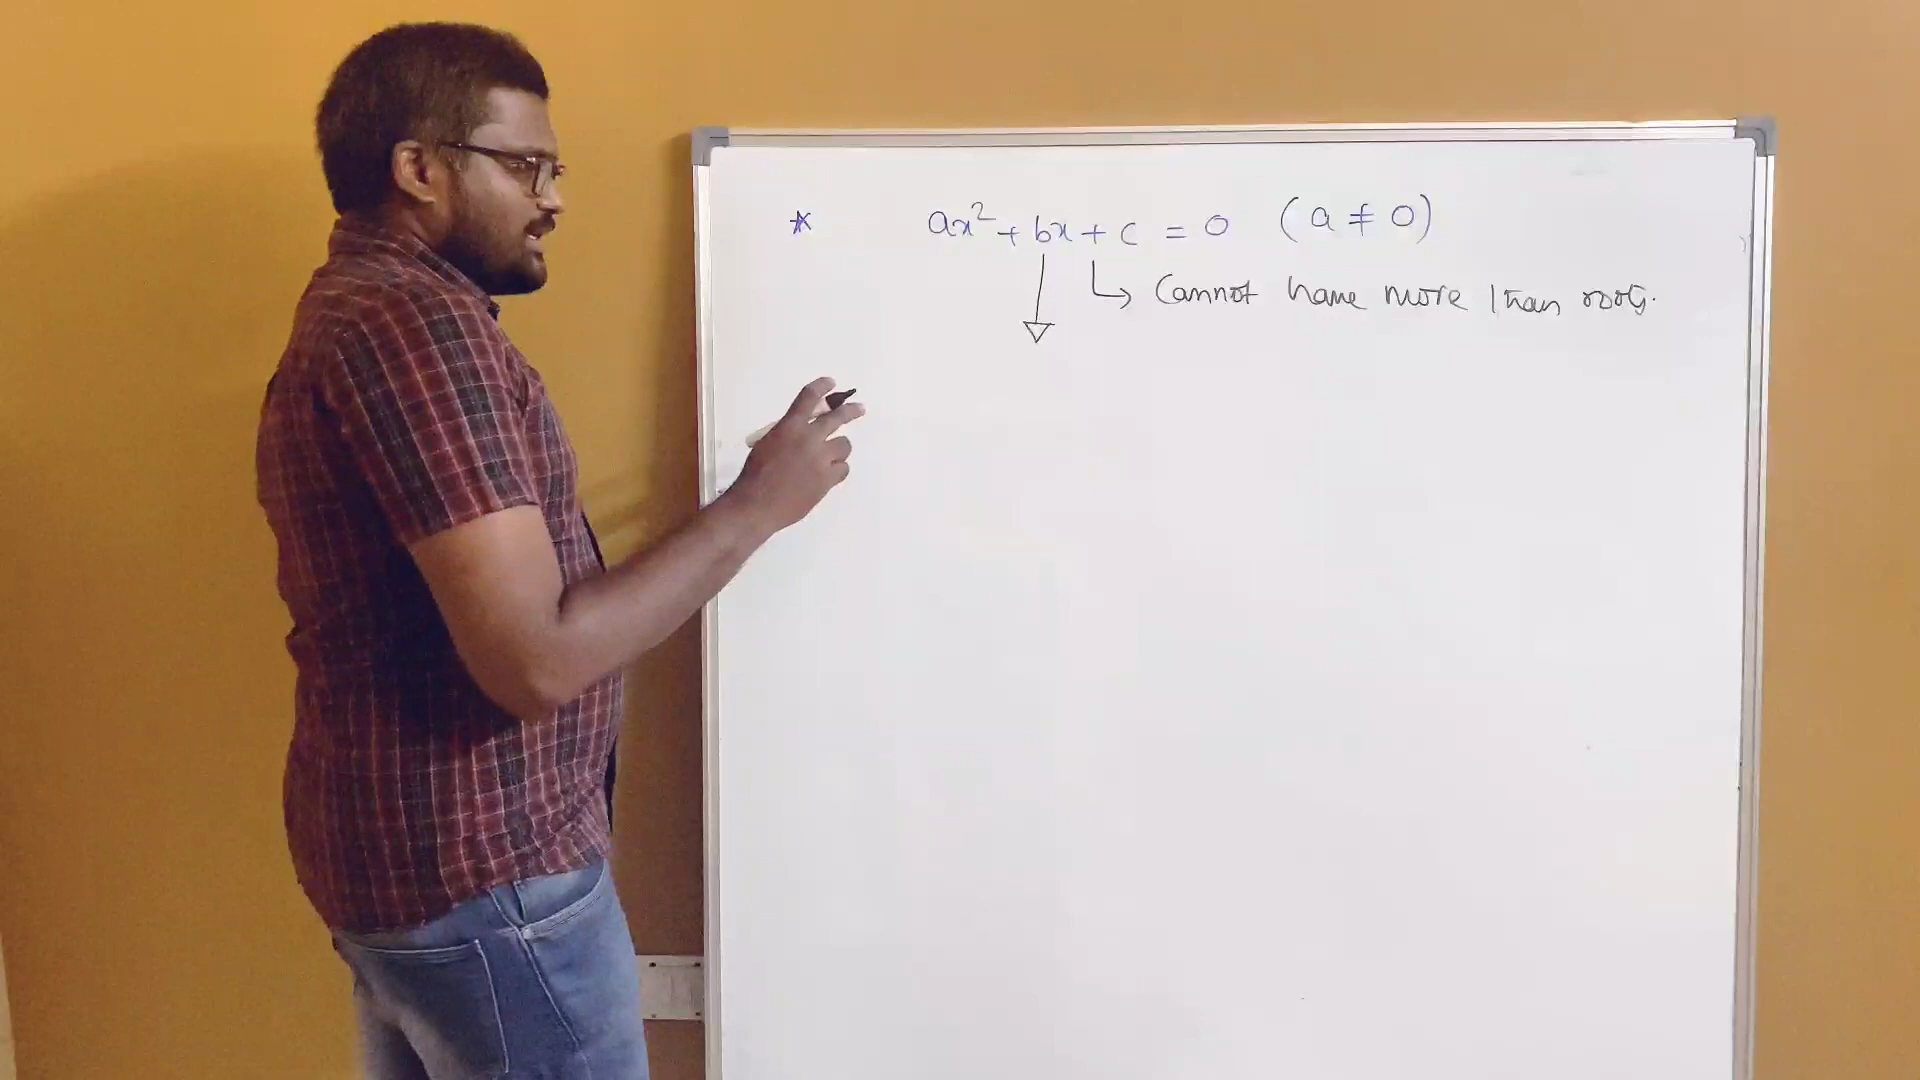 * ax² + bx + c = 0 (a ≠ 0)
↳ Cannot have more than roots.